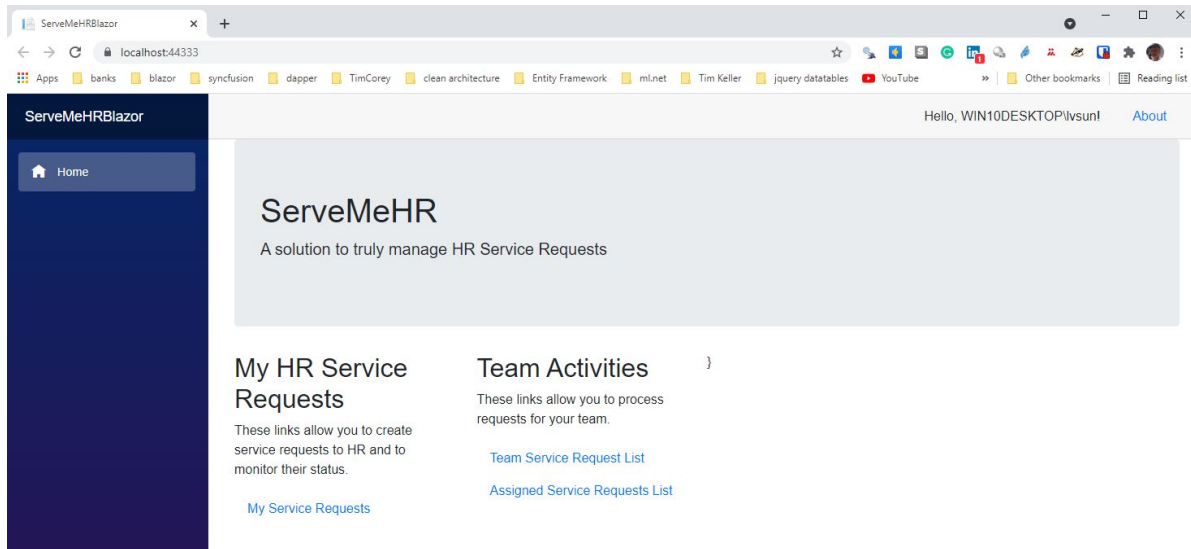 ServeMeHRBlazor
localhost:44333
Apps banks blazor syncfusion dapper TimCorey clean architecture Entity Framework ml.net Tim Keller jquery datatables YouTube » Other bookmarks Reading list
ServeMeHRBlazor
Hello, WIN10DESKTOP\lvsun! About
Home
ServeMeHR
A solution to truly manage HR Service Requests
My HR Service
Requests
These links allow you to create
service requests to HR and to
monitor their status.
My Service Requests
Team Activities
These links allow you to process
requests for your team.
Team Service Request List
Assigned Service Requests List
}